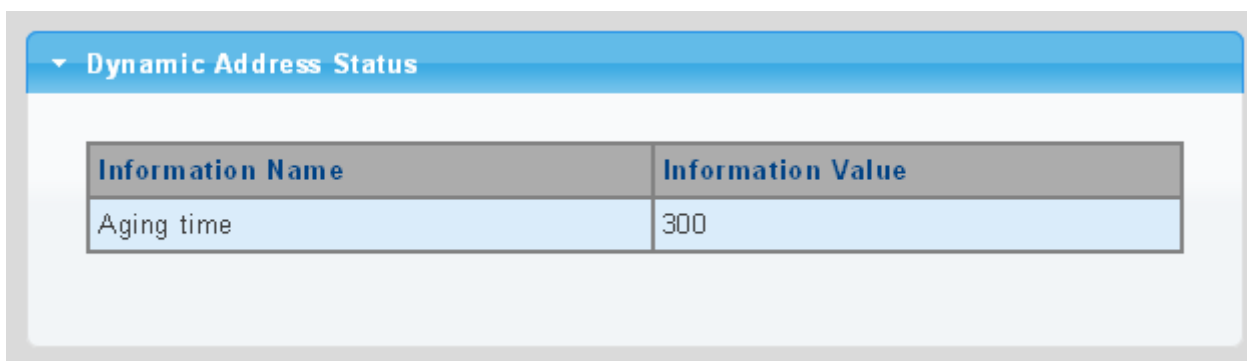 Dynamic Address Status
Information Name Information Value
Aging time 300